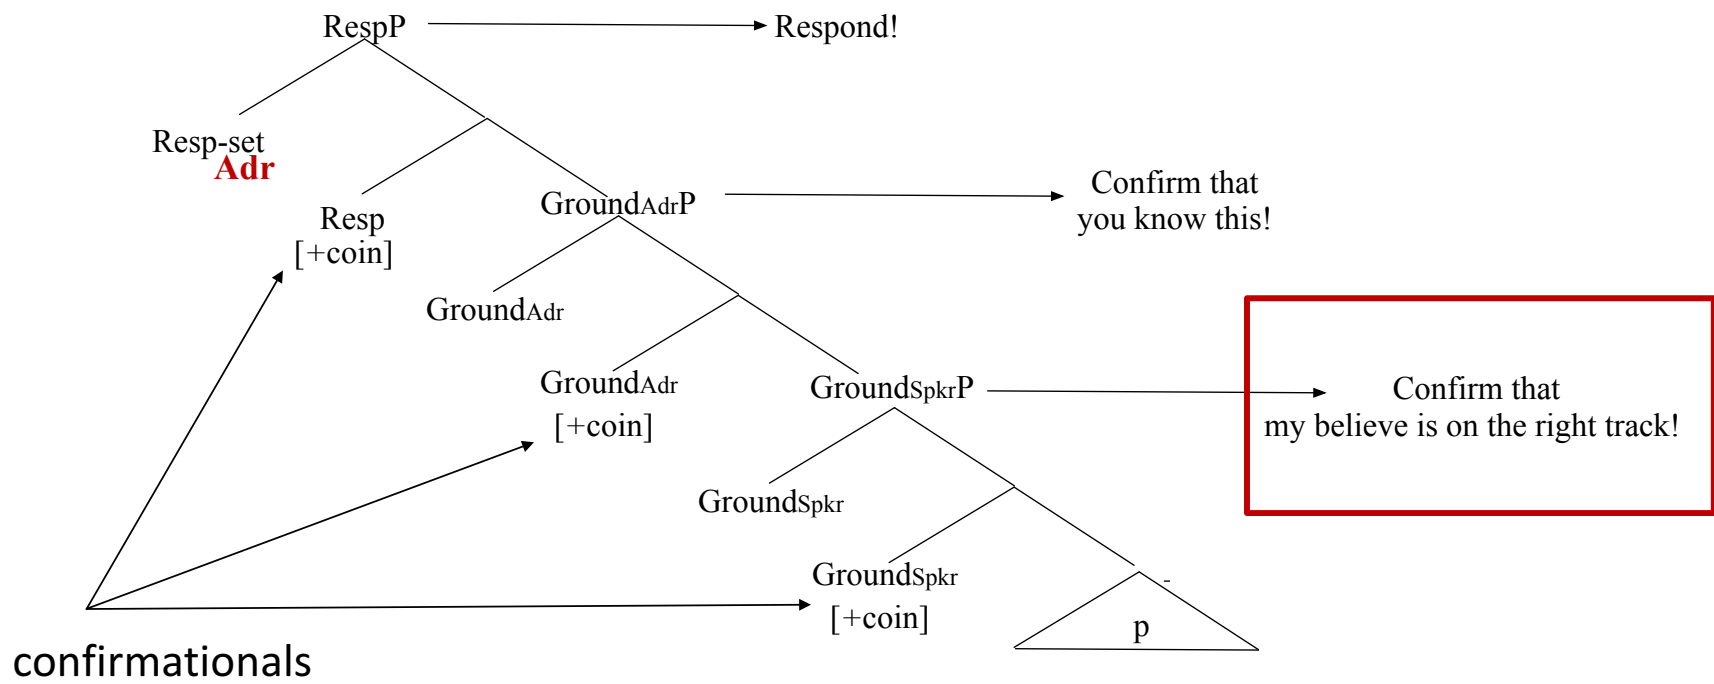 RespP
Respond!
Resp-set
Adr
Resp
[+coin]
GroundAdrP
Confirm that
you know this!
GroundAdr
GroundAdr
[+coin]
GroundSpkrP
Confirm that
my believe is on the right track!
GroundSpkr
GroundSpkr
[+coin]
-
p
confirmationals